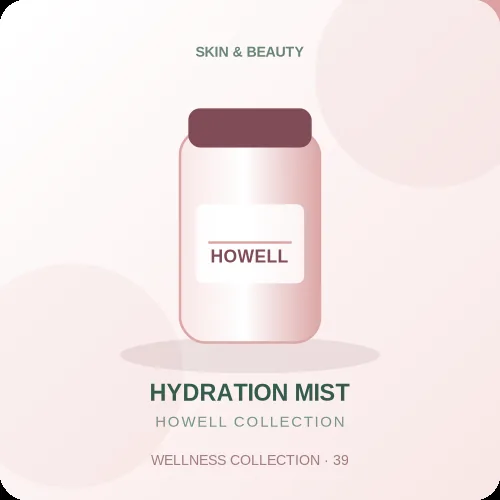 SKIN & BEAUTY
HOWELL
HYDRATION MIST
HOWELL COLLECTION
WELLNESS COLLECTION · 39